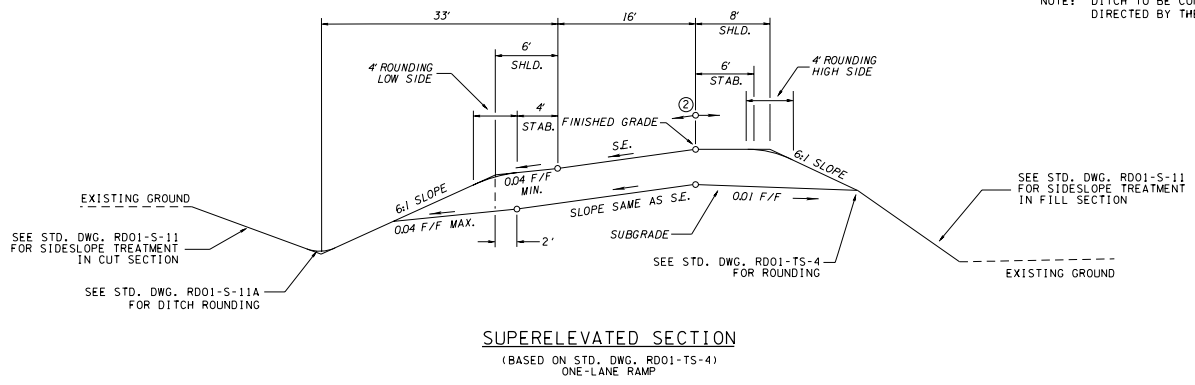 NOTE: DITCH TO BE CO
DIRECTED BY THE
33'
16'
8'
SHLD.
6'
SHLD.
6'
STAB.
4' ROUNDING
LOW SIDE
4' ROUNDING
HIGH SIDE
4'
STAB.
FINISHED GRADE
2
S.E.
6:1 SLOPE
0.04 F/F
MIN.
6:1 SLOPE
EXISTING GROUND
SLOPE SAME AS S.E.
0.01 F/F
0.04 F/F MAX.
2'
SUBGRADE
SEE STD. DWG. RD01-S-11
FOR SIDESLOPE TREATMENT
IN FILL SECTION
SEE STD. DWG. RD01-S-11
FOR SIDESLOPE TREATMENT
IN CUT SECTION
SEE STD. DWG. RD01-TS-4
FOR ROUNDING
EXISTING GROUND
SEE STD. DWG. RD01-S-11A
FOR DITCH ROUNDING
SUPERELEVATED SECTION
(BASED ON STD. DWG. RD01-TS-4)
ONE-LANE RAMP